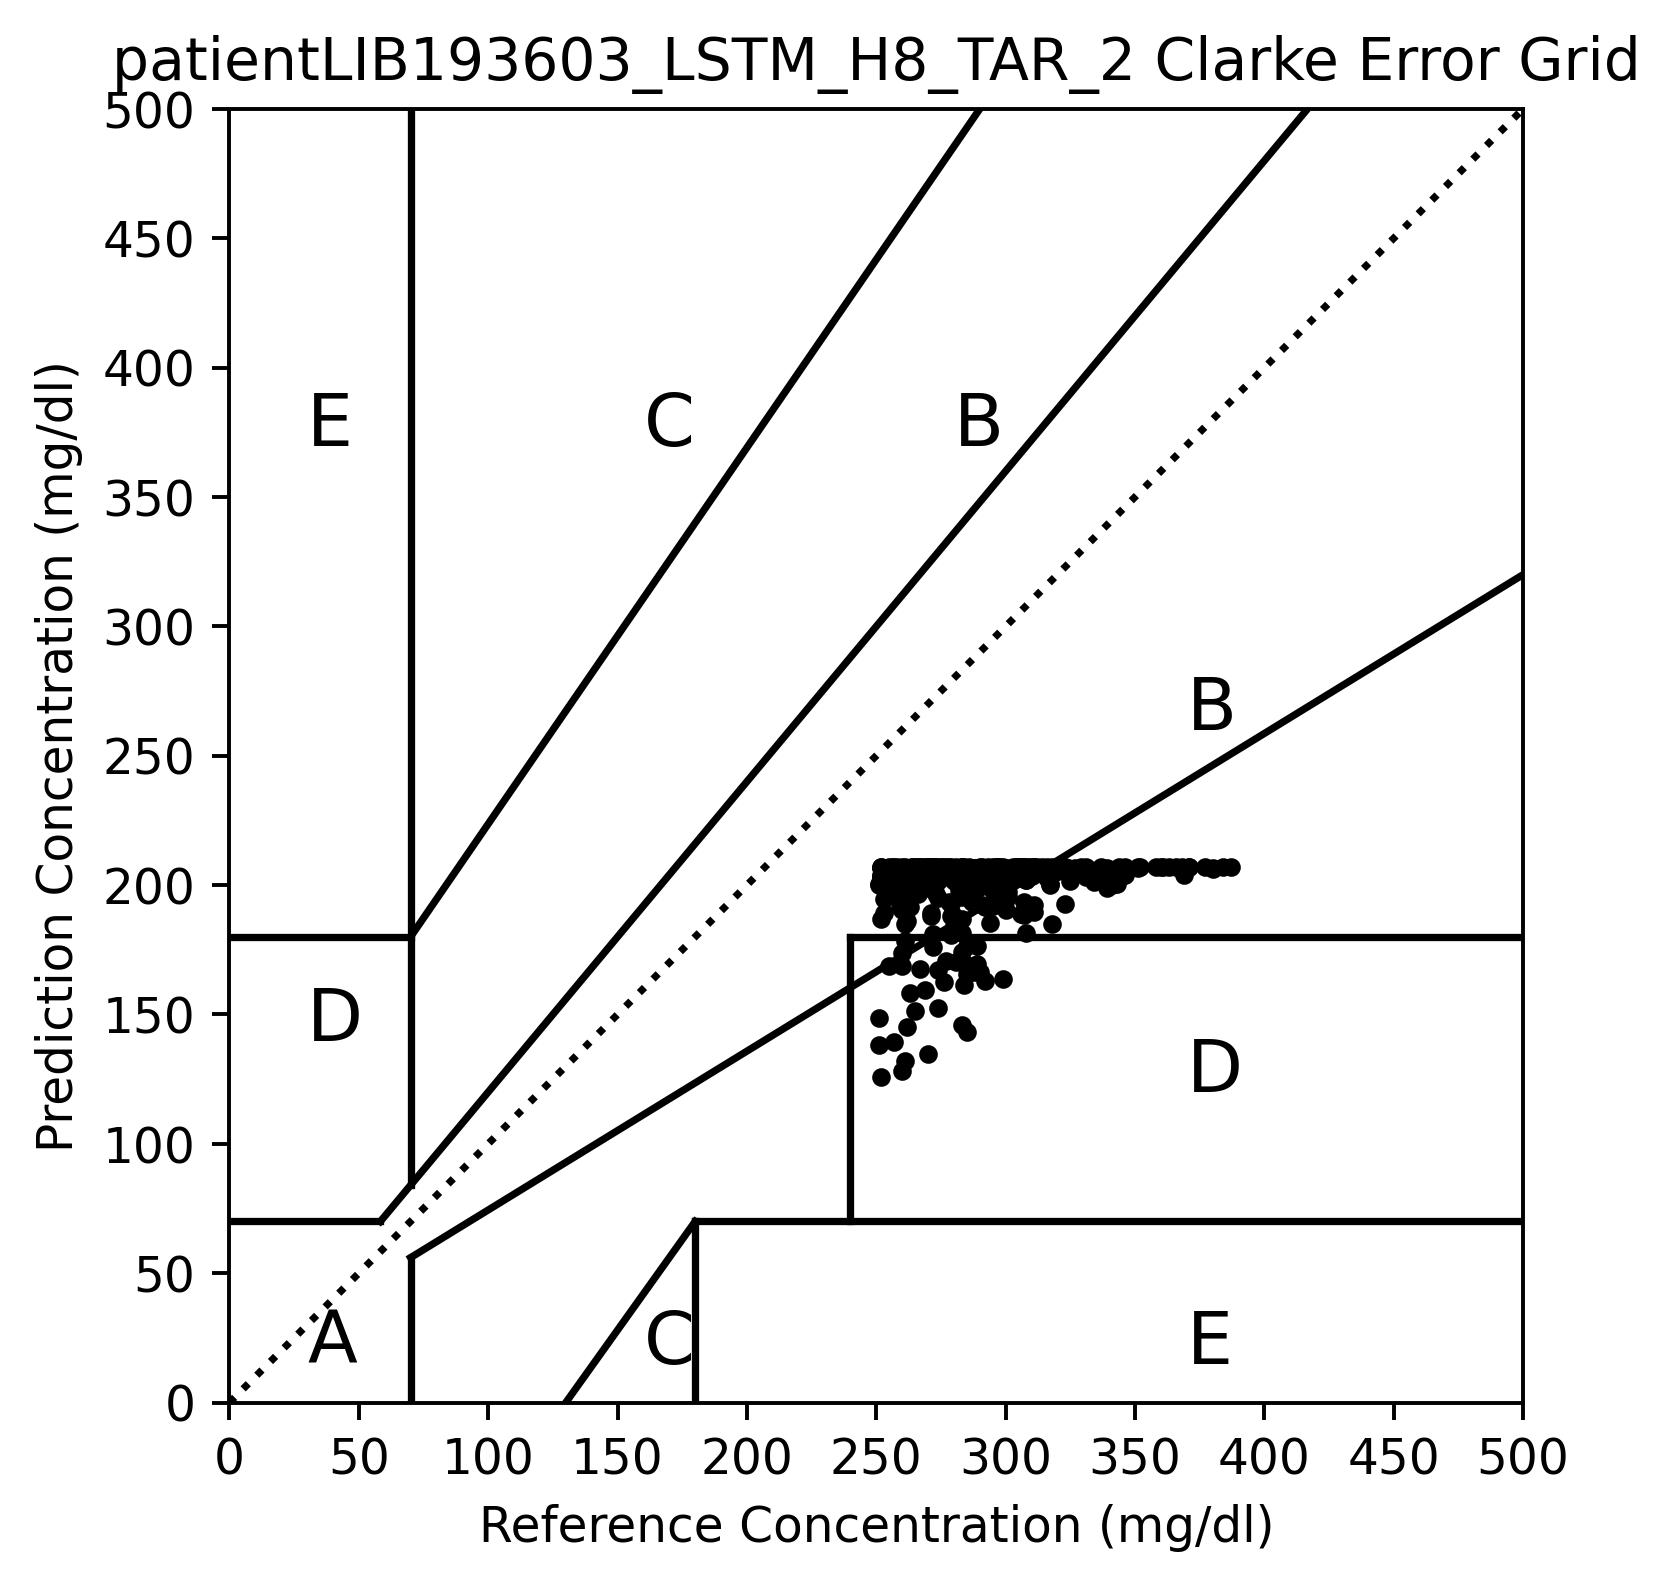 patientLIB193603_LSTM_H8_TAR_2 Clarke Error Grid
500
450
400
350
300
250
200
150
100
50
0
Prediction Concentration (mg/dl)
E
C
B
B
D
D
A
C
E
0 50 100 150 200 250 300 350 400 450 500
Reference Concentration (mg/dl)